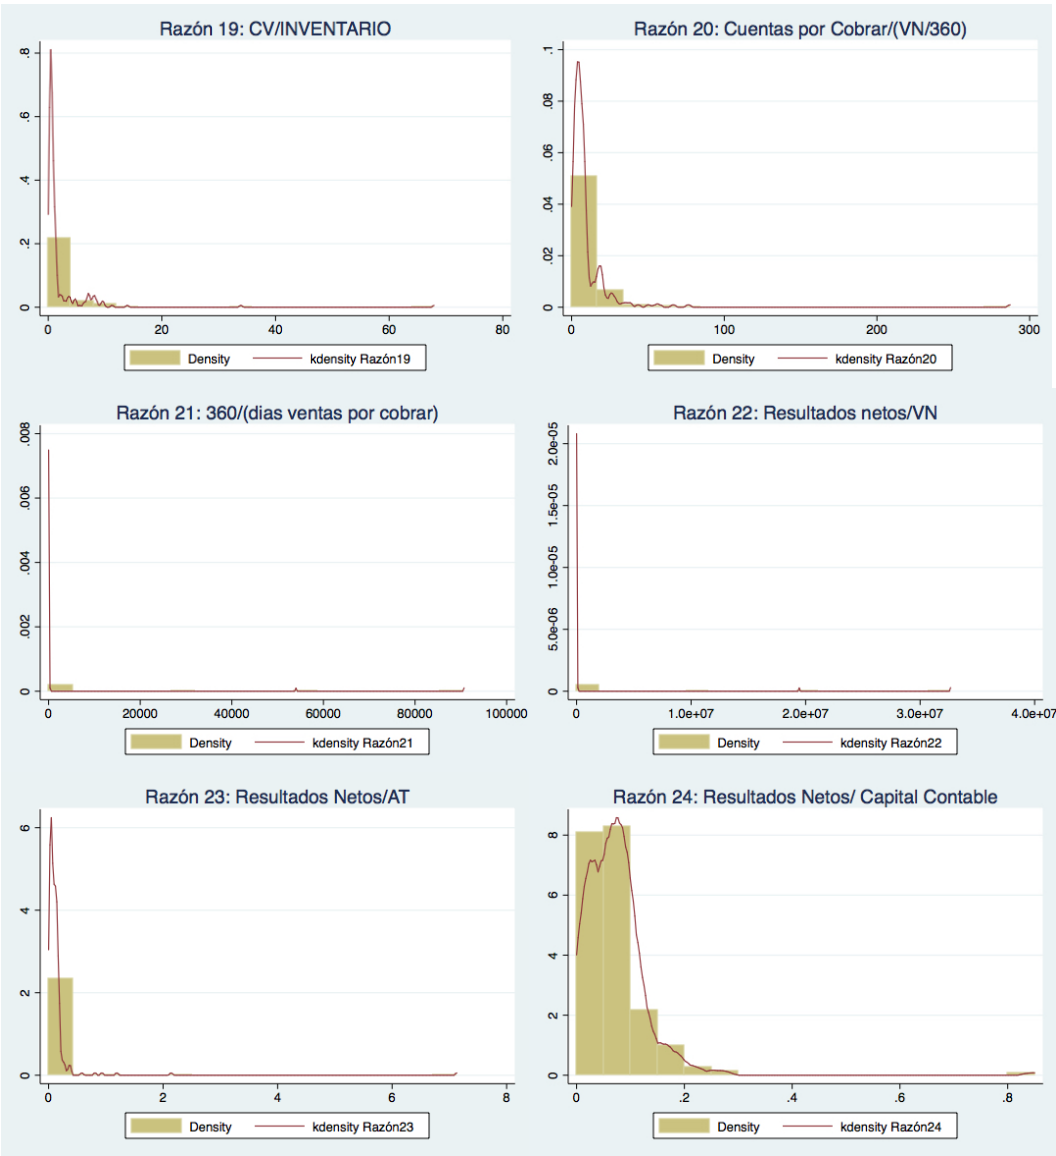 Razón 19: CV/INVENTARIO
.8
.6
.4
.2
0
0 20 40 60 80
Density kdensity Razón19
Razón 20: Cuentas por Cobrar/(VN/360)
.1
.08
.06
.04
.02
0
0 100 200 300
Density kdensity Razón20
Razón 21: 360/(dias ventas por cobrar)
.008
.006
.004
.002
0
0 20000 40000 60000 80000 100000
Density kdensity Razón21
Razón 22: Resultados netos/VN
2.0e-05
1.5e-05
1.0e-05
5.0e-06
0
0 1.0e+07 2.0e+07 3.0e+07 4.0e+07
Density kdensity Razón22
Razón 23: Resultados Netos/AT
6
4
2
0
0 2 4 6 8
Density kdensity Razón23
Razón 24: Resultados Netos/ Capital Contable
8
6
4
2
0
0 .2 .4 .6 .8
Density kdensity Razón24